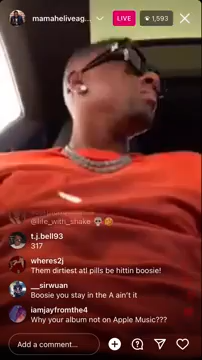 mamaheliveag...
LIVE
1,593
@life_with_shake 💀🤣
t.j.bell93
317
wheres2j
Them dirtiest atl pills be hittin boosie!
__sirwuan
Boosie you stay in the A ain't it
iamjayfromthe4
Why your album not on Apple Music???
Add a comment...